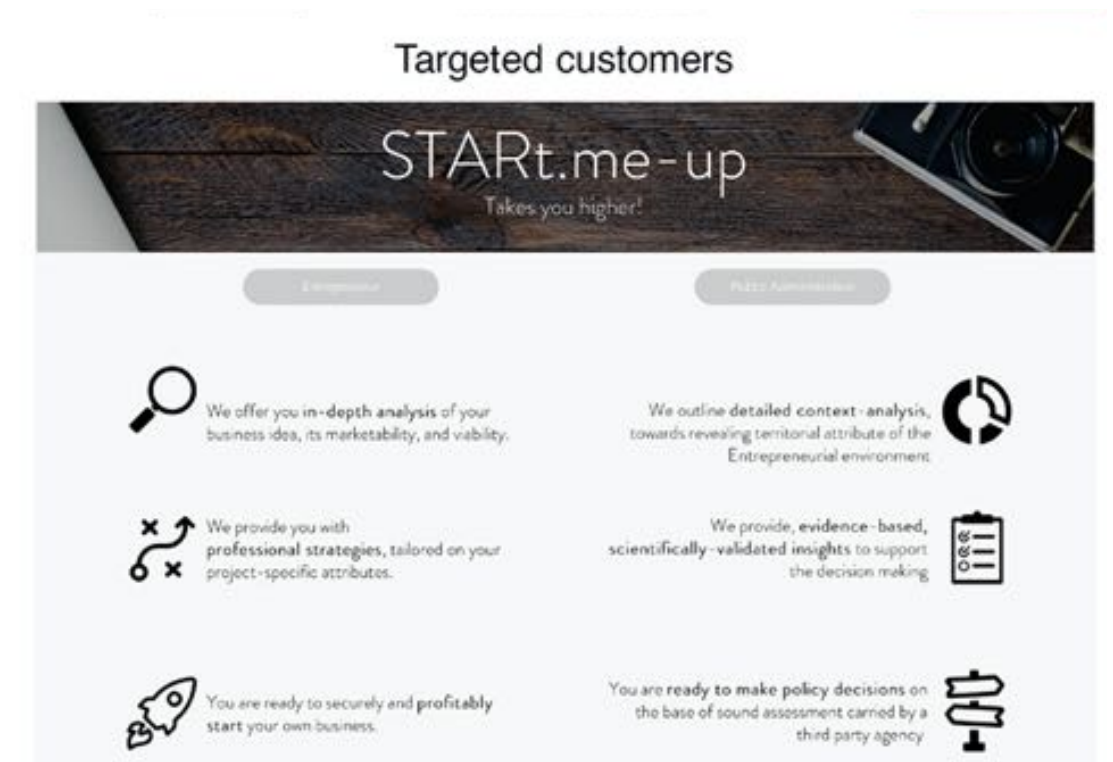 Targeted customers
STARt.me-up
Takes you higher!
Entrepreneur
Public Administration
We offer you in-depth analysis of your
business idea, its marketability, and viability.
We provide you with
professional strategies, tailored on your
project-specific attributes.
You are ready to securely and profitably
start your own business.
We outline detailed context-analysis,
towards revealing territorial attribute of the
Entrepreneurial environment
We provide, evidence-based,
scientifically-validated insights to support
the decision making
You are ready to make policy decisions on
the base of sound assessment carried by a
third party agency